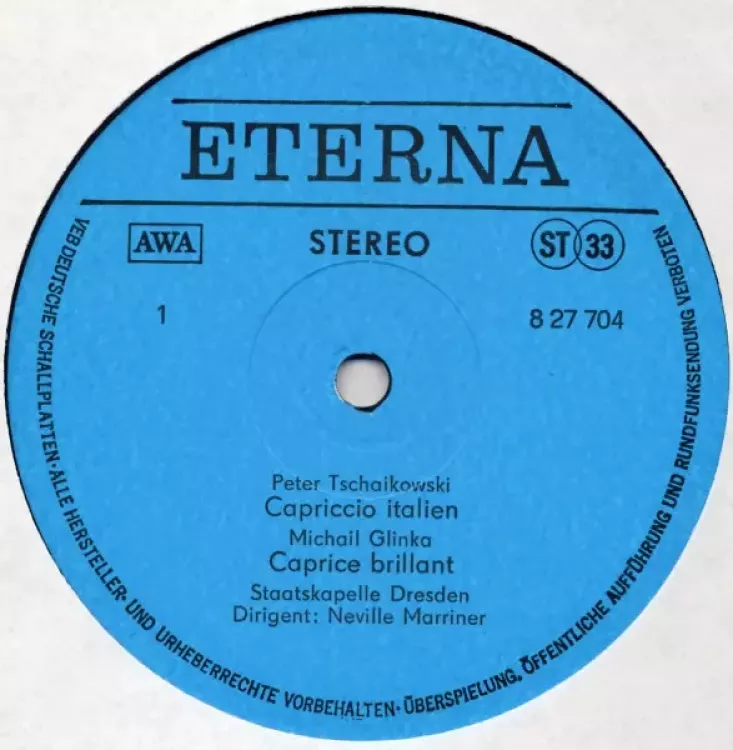 ETERNA
AWA
STEREO
ST 33
1
8 27 704
Peter Tschaikowski
Capriccio italien
Michail Glinka
Caprice brillant
Staatskapelle Dresden
Dirigent: Neville Marriner
VEB DEUTSCHE SCHALLPLATTEN · ALLE HERSTELLER- UND URHEBERRECHTE VORBEHALTEN · ÜBERSPIELUNG, ÖFFENTLICHE AUFFÜHRUNG UND RUNDFUNKSENDUNG VERBOTEN